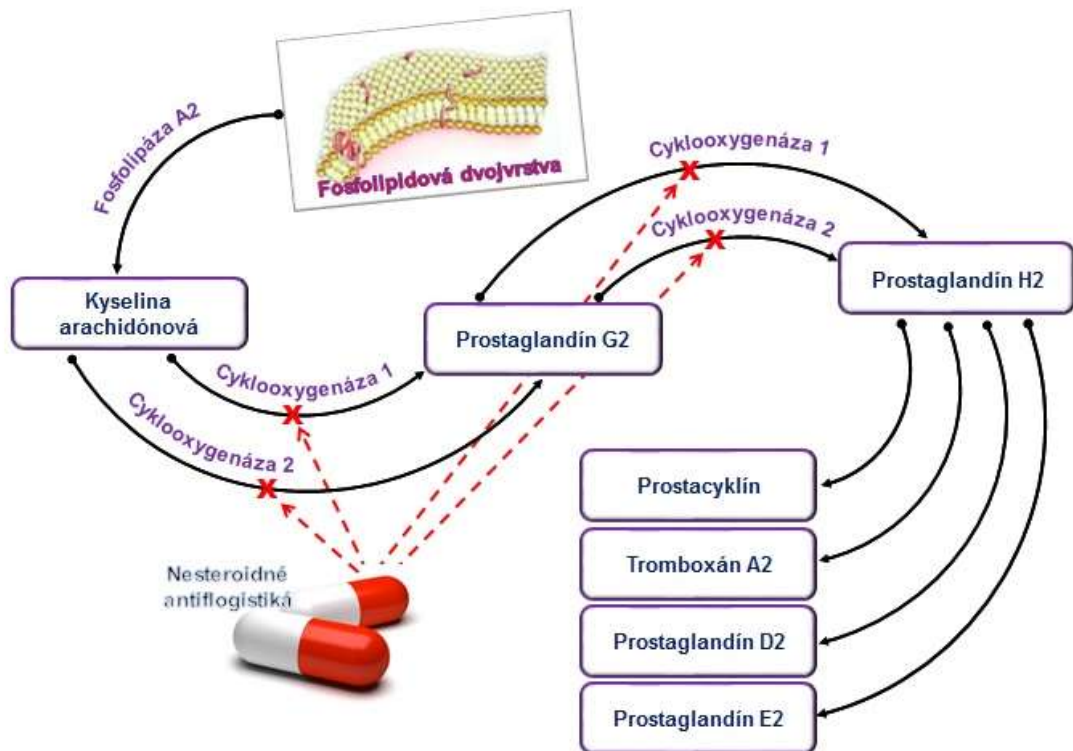 Fosfolipáza A2
Fosfolipidová dvojvrstva
Cyklooxygenáza 1
Cyklooxygenáza 2
Prostaglandín H2
Kyselina
arachidónová
Prostaglandín G2
Cyklooxygenáza 1
Cyklooxygenáza 2
Prostacyklín
Tromboxán A2
Prostaglandín D2
Prostaglandín E2
Nesteroidné
antiflogistiká